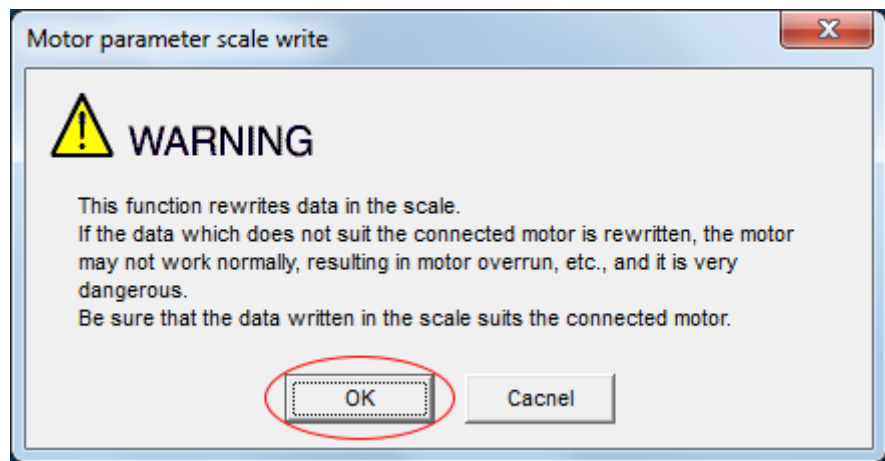 Motor parameter scale write
WARNING
This function rewrites data in the scale.
If the data which does not suit the connected motor is rewritten, the motor
may not work normally, resulting in motor overrun, etc., and it is very
dangerous.
Be sure that the data written in the scale suits the connected motor.
OK
Cacnel